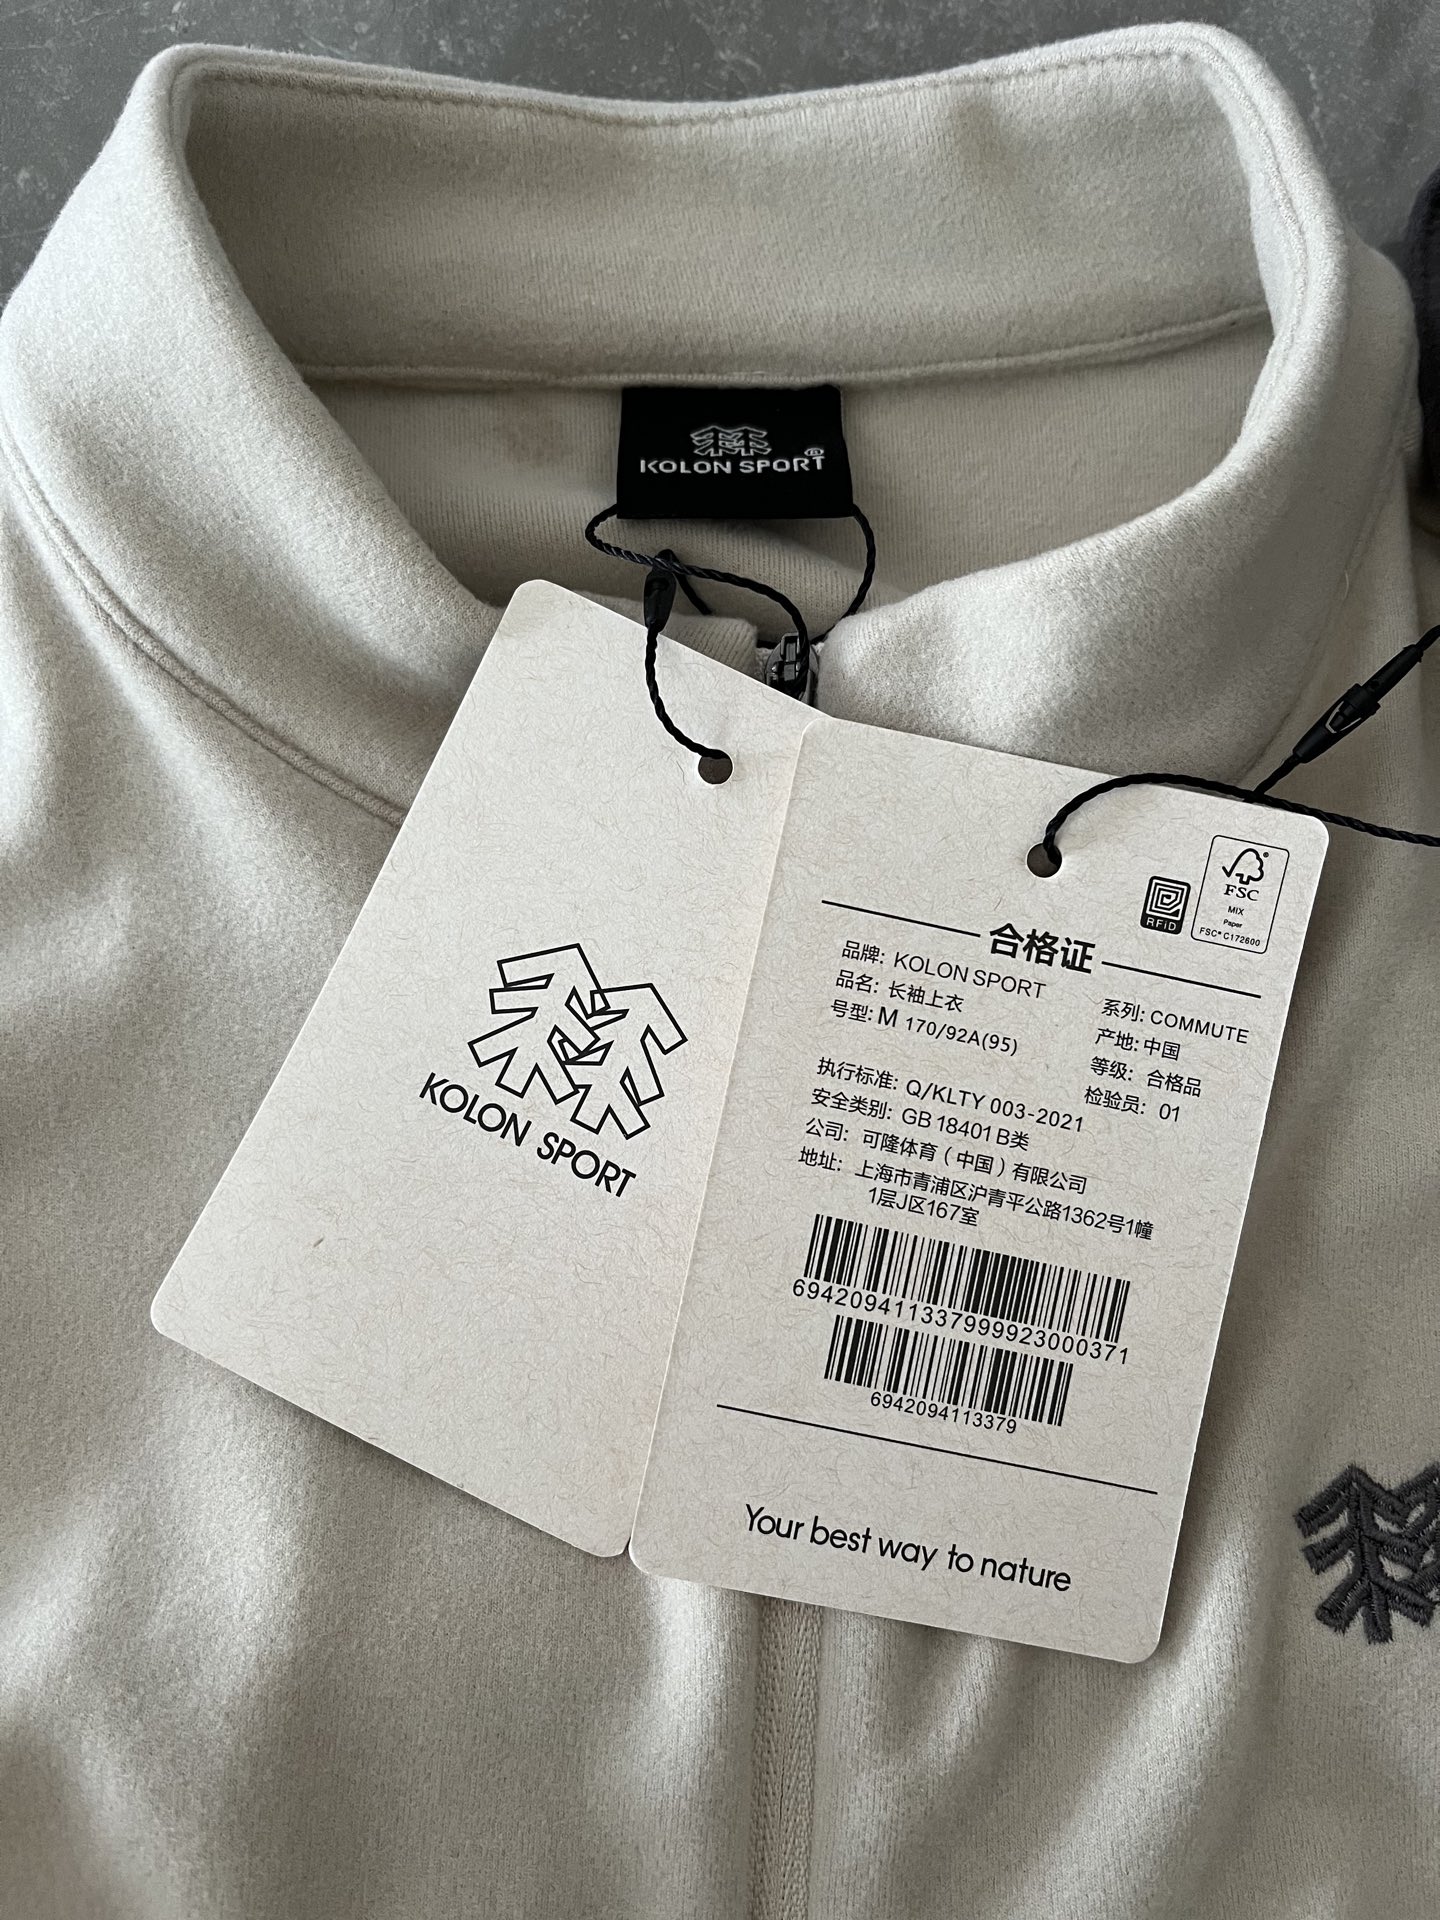 KOLON SPORT®
KOLON SPORT
RFiD
FSC®
MIX
Paper
FSC® C172600
合格证
品牌: KOLON SPORT
品名: 长袖上衣
号型: M 170/92A(95)
系列: COMMUTE
产地: 中国
等级: 合格品
检验员: 01
执行标准: Q/KLTY 003-2021
安全类别: GB 18401 B类
公司: 可隆体育（中国）有限公司
地址: 上海市青浦区沪青平公路1362号1幢
1层J区167室
694209411337999923000371
6942094113379
Your best way to nature